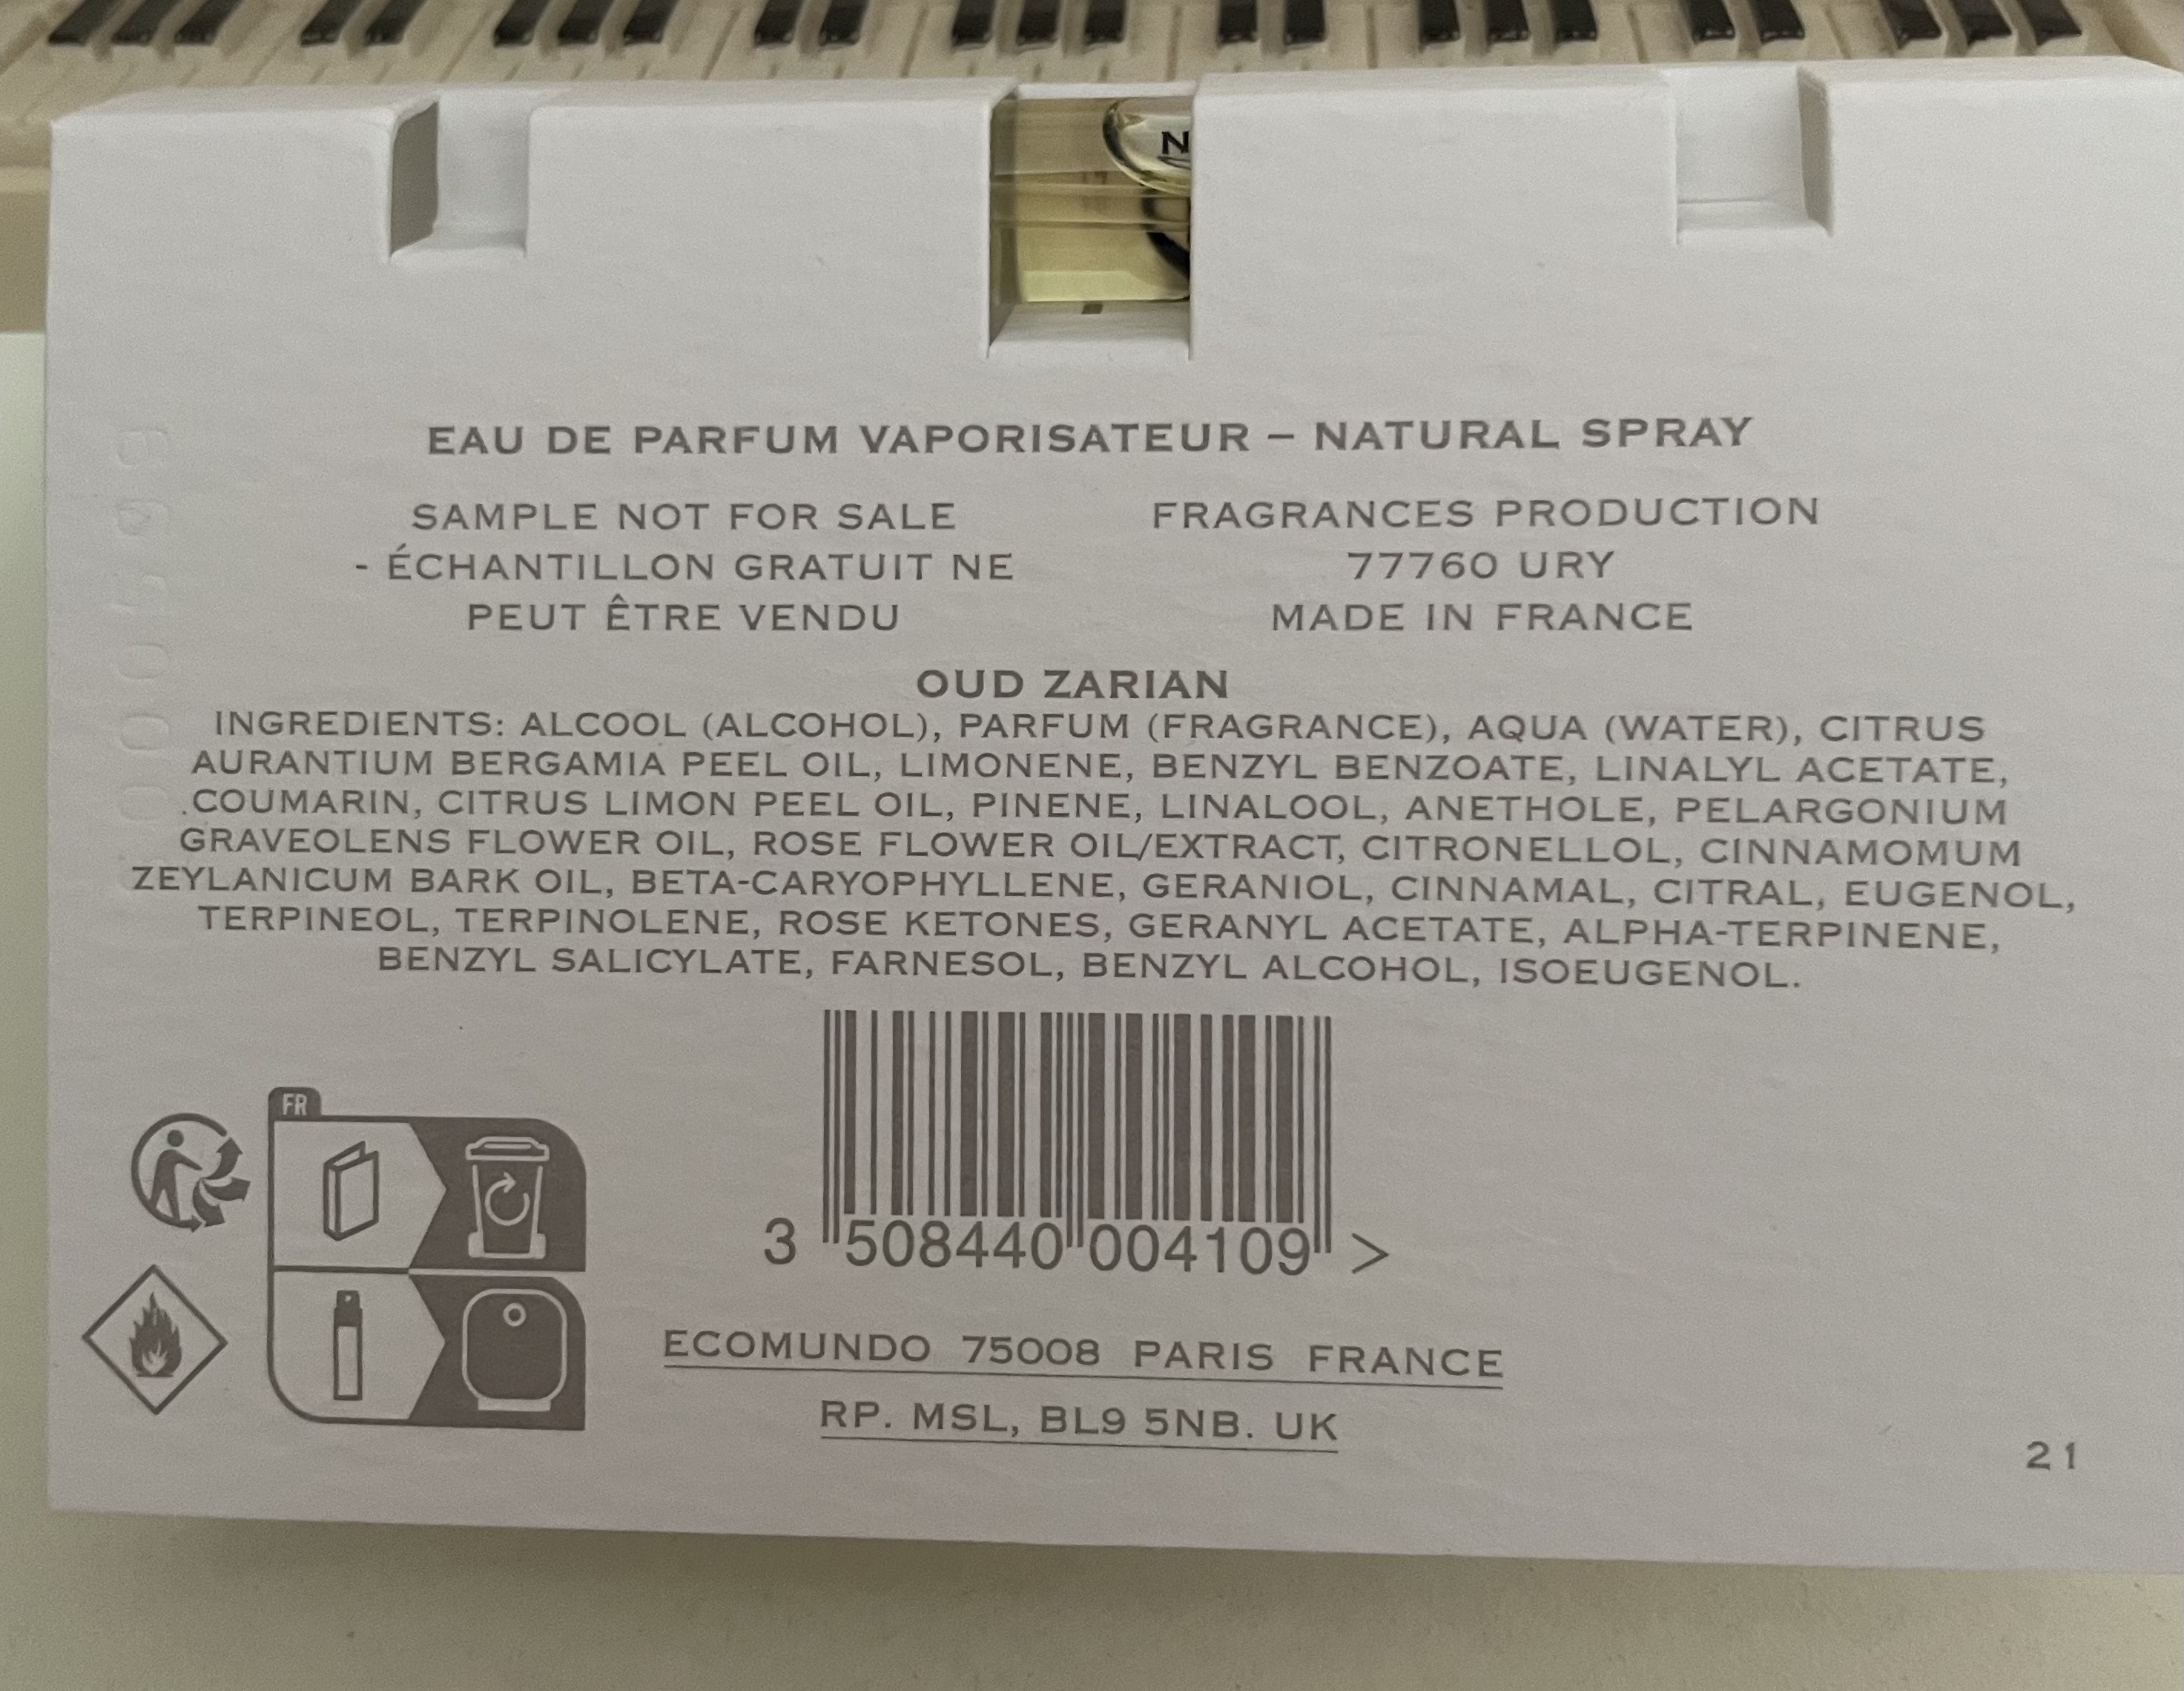 N
EAU DE PARFUM VAPORISATEUR – NATURAL SPRAY
SAMPLE NOT FOR SALE
- ÉCHANTILLON GRATUIT NE
PEUT ÊTRE VENDU
FRAGRANCES PRODUCTION
77760 URY
MADE IN FRANCE
OUD ZARIAN
INGREDIENTS: ALCOOL (ALCOHOL), PARFUM (FRAGRANCE), AQUA (WATER), CITRUS
AURANTIUM BERGAMIA PEEL OIL, LIMONENE, BENZYL BENZOATE, LINALYL ACETATE,
.COUMARIN, CITRUS LIMON PEEL OIL, PINENE, LINALOOL, ANETHOLE, PELARGONIUM
GRAVEOLENS FLOWER OIL, ROSE FLOWER OIL/EXTRACT, CITRONELLOL, CINNAMOMUM
ZEYLANICUM BARK OIL, BETA-CARYOPHYLLENE, GERANIOL, CINNAMAL, CITRAL, EUGENOL,
TERPINEOL, TERPINOLENE, ROSE KETONES, GERANYL ACETATE, ALPHA-TERPINENE,
BENZYL SALICYLATE, FARNESOL, BENZYL ALCOHOL, ISOEUGENOL.
FR
3 508440 004109 >
ECOMUNDO 75008 PARIS FRANCE
RP. MSL, BL9 5NB. UK
21